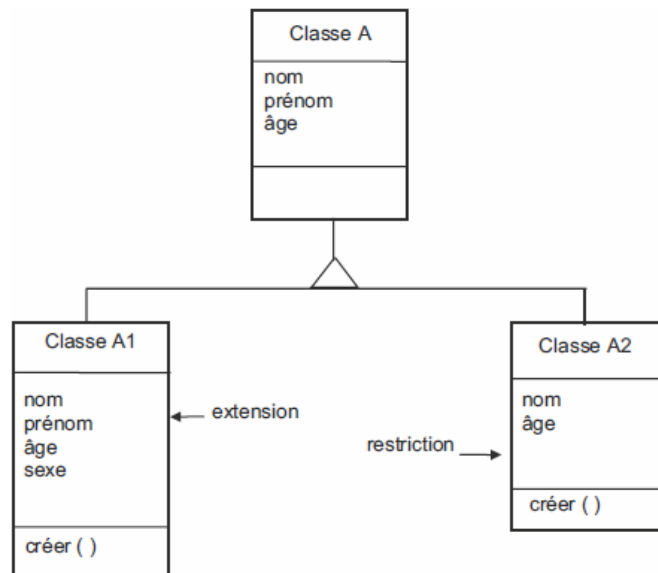 Classe A
nom
prénom
âge
Classe A1
nom
prénom
âge
sexe
créer ( )
extension
restriction
Classe A2
nom
âge
créer ( )